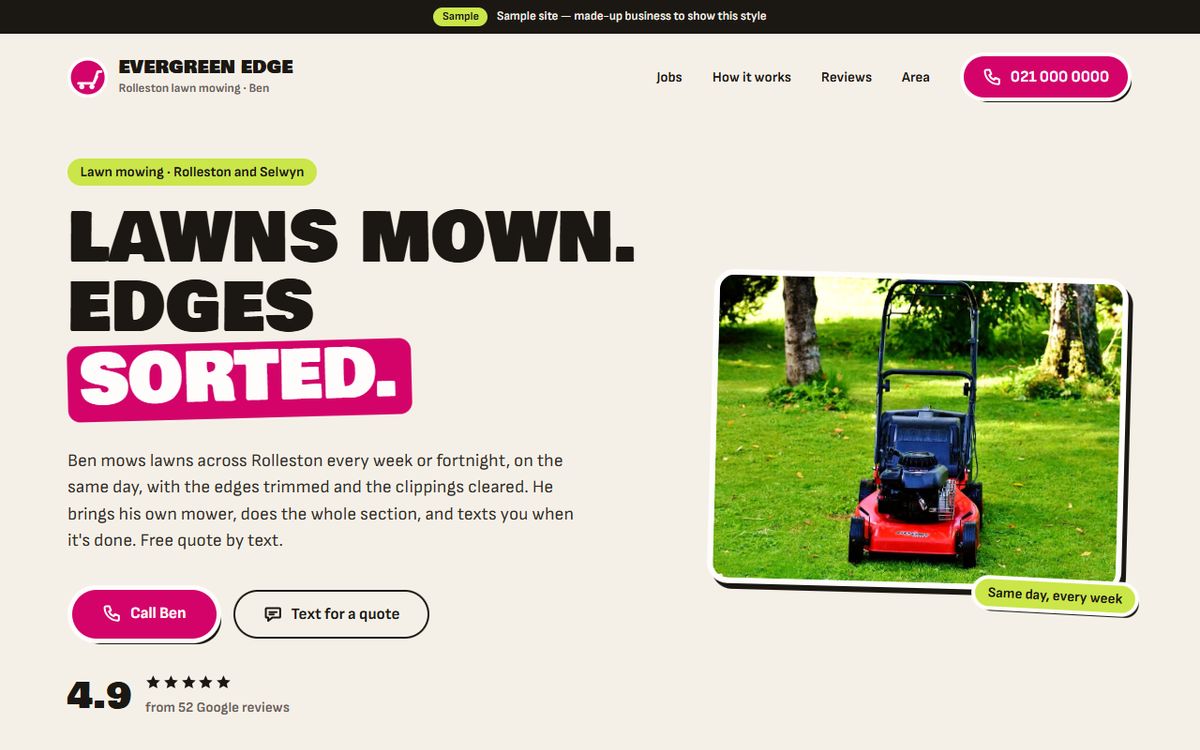 Sample Sample site — made-up business to show this style
EVERGREEN EDGE
Rolleston lawn mowing · Ben
Jobs How it works Reviews Area 021 000 0000
Lawn mowing · Rolleston and Selwyn
LAWNS MOWN.
EDGES
SORTED.
Ben mows lawns across Rolleston every week or fortnight, on the
same day, with the edges trimmed and the clippings cleared. He
brings his own mower, does the whole section, and texts you when
it's done. Free quote by text.
Same day, every week
Call Ben Text for a quote
4.9
from 52 Google reviews